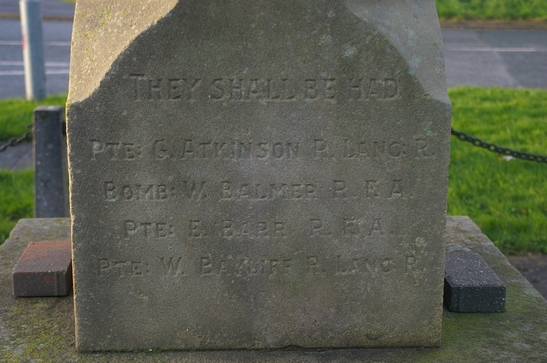 THEY SHALL BE HAD
PTE: G. ATKINSON R. LANC: R.
BOMB: W. BALMER R. F. A.
PTE: E. BARR R. F. A.
PTE: W. BAYLIFF R. LANC R.